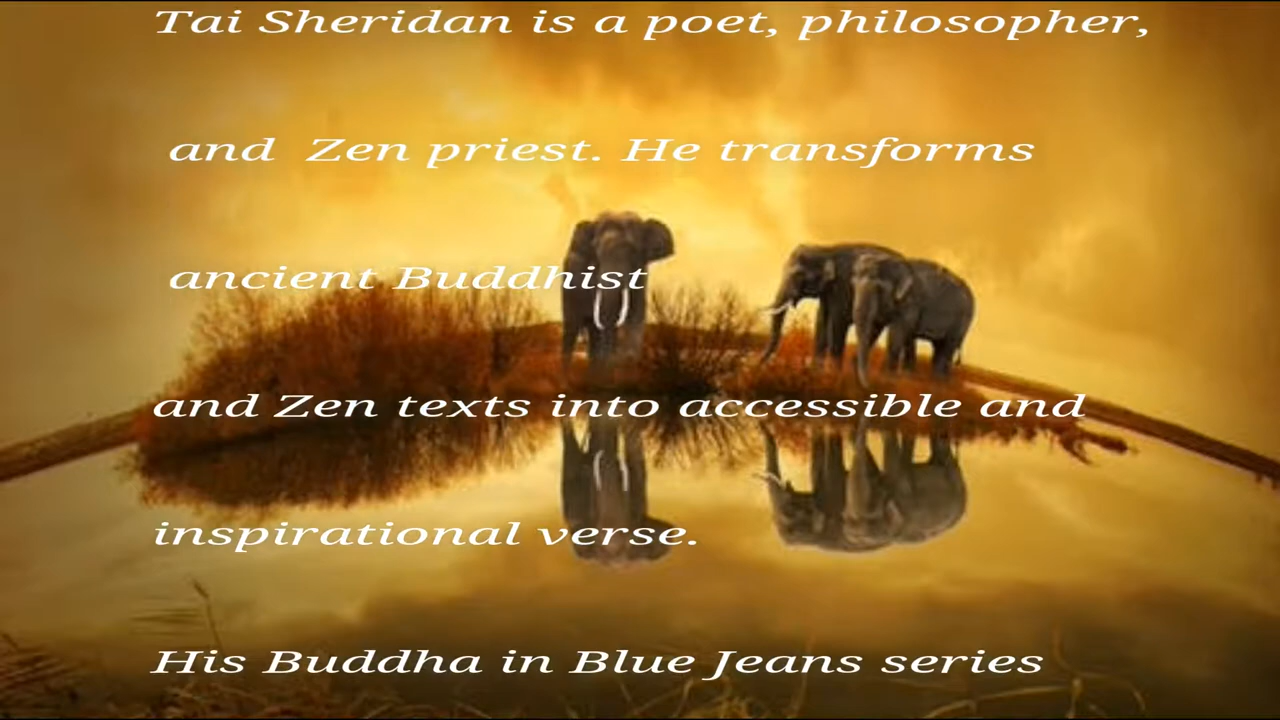 Tai Sheridan is a poet, philosopher,
and Zen priest. He transforms
ancient Buddhist
and Zen texts into accessible and
inspirational verse.
His Buddha in Blue Jeans series